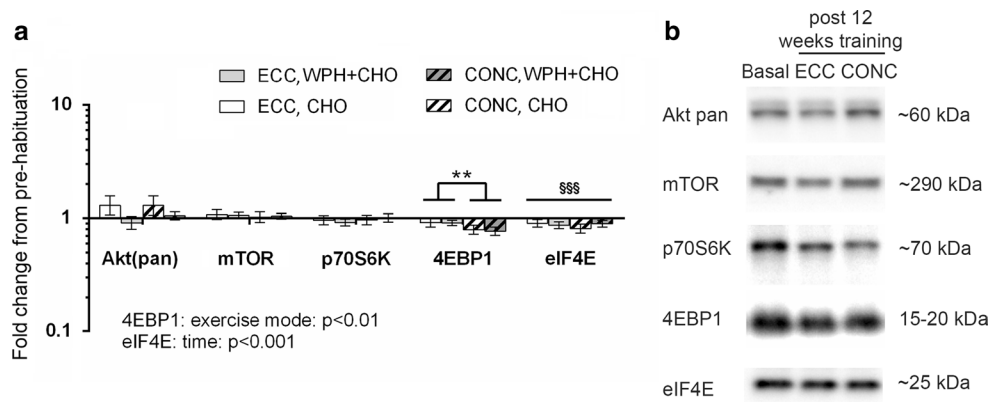 a
Fold change from pre-habituation
10
1
0.1
ECC, WPH+CHO
CONC, WPH+CHO
ECC, CHO
CONC, CHO
**
§§§
Akt(pan) mTOR p70S6K 4EBP1 eIF4E
4EBP1: exercise mode: p<0.01
eIF4E: time: p<0.001
b
post 12
weeks training
Basal ECC CONC
Akt pan ~60 kDa
mTOR ~290 kDa
p70S6K ~70 kDa
4EBP1 15-20 kDa
eIF4E ~25 kDa